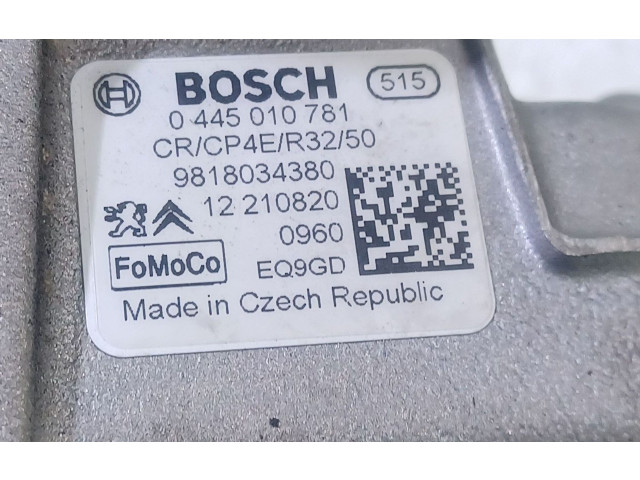 BOSCH 515
0 445 010 781
CR/CP4E/R32/50
9818034380
12 210820
0960
FoMoCo EQ9GD
Made in Czech Republic